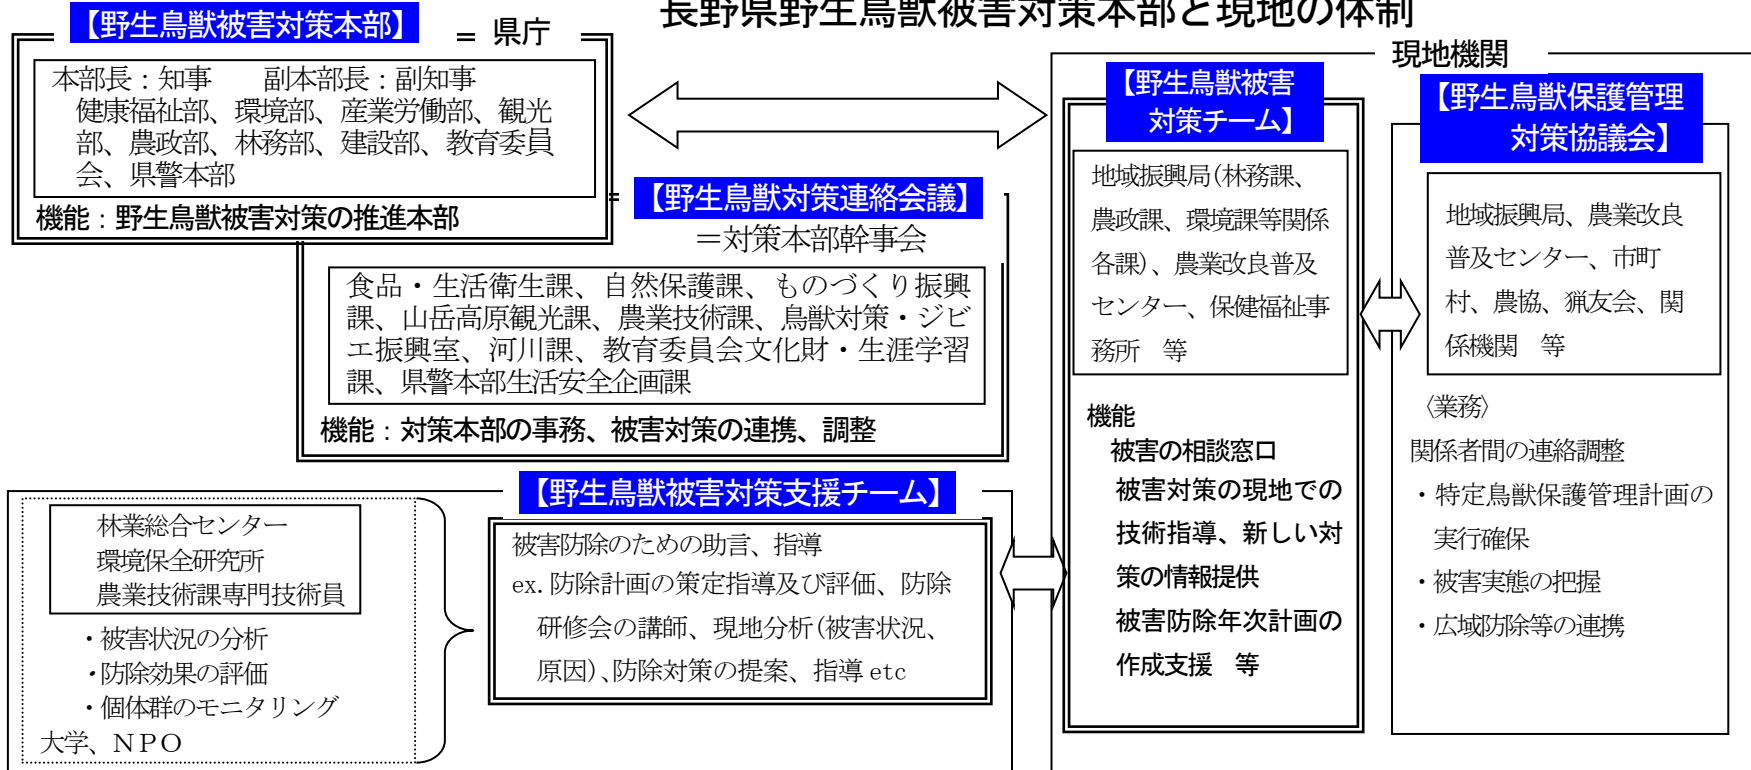 長野県野生鳥獣被害対策本部と現地の体制
【野生鳥獣被害対策本部】 = 県庁
本部長：知事　　副本部長：副知事
健康福祉部、環境部、産業労働部、観光
部、農政部、林務部、建設部、教育委員
会、県警本部
機能：野生鳥獣被害対策の推進本部
= 【野生鳥獣対策連絡会議】
＝対策本部幹事会
食品・生活衛生課、自然保護課、ものづくり振興
課、山岳高原観光課、農業技術課、鳥獣対策・ジビ
エ振興室、河川課、教育委員会文化財・生涯学習
課、県警本部生活安全企画課
機能：対策本部の事務、被害対策の連携、調整
【野生鳥獣被害対策支援チーム】
林業総合センター
環境保全研究所
農業技術課専門技術員
・被害状況の分析
・防除効果の評価
・個体群のモニタリング
大学、ＮＰＯ
被害防除のための助言、指導
ex.防除計画の策定指導及び評価、防除
研修会の講師、現地分析(被害状況、
原因)、防除対策の提案、指導 etc
現地機関
【野生鳥獣被害
対策チーム】
地域振興局(林務課、
農政課、環境課等関係
各課)、農業改良普及
センター、保健福祉事
務所　等
機能
被害の相談窓口
被害対策の現地での
技術指導、新しい対
策の情報提供
被害防除年次計画の
作成支援　等
【野生鳥獣保護管理
対策協議会】
地域振興局、農業改良
普及センター、市町
村、農協、猟友会、関
係機関　等
〈業務〉
関係者間の連絡調整
・特定鳥獣保護管理計画の
実行確保
・被害実態の把握
・広域防除等の連携